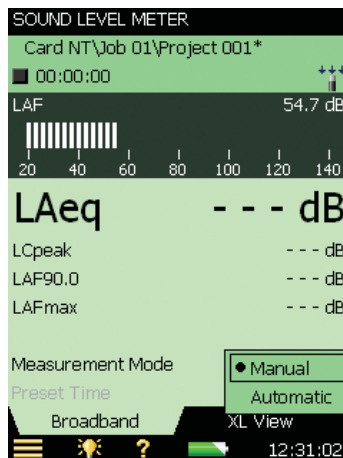 SOUND LEVEL METER
Card NT\Job 01\Project 001*
00:00:00
LAF 54.7 dB
20 40 60 80 100 120 140
LAeq - - - dB
LCpeak - - - dB
LAF90.0 - - - dB
LAFmax - - - dB
Measurement Mode Manual
Preset Time Automatic
Broadband XL View
? 12:31:02